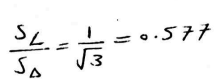 S_L / S_Δ = 1 / √3 = 0.577